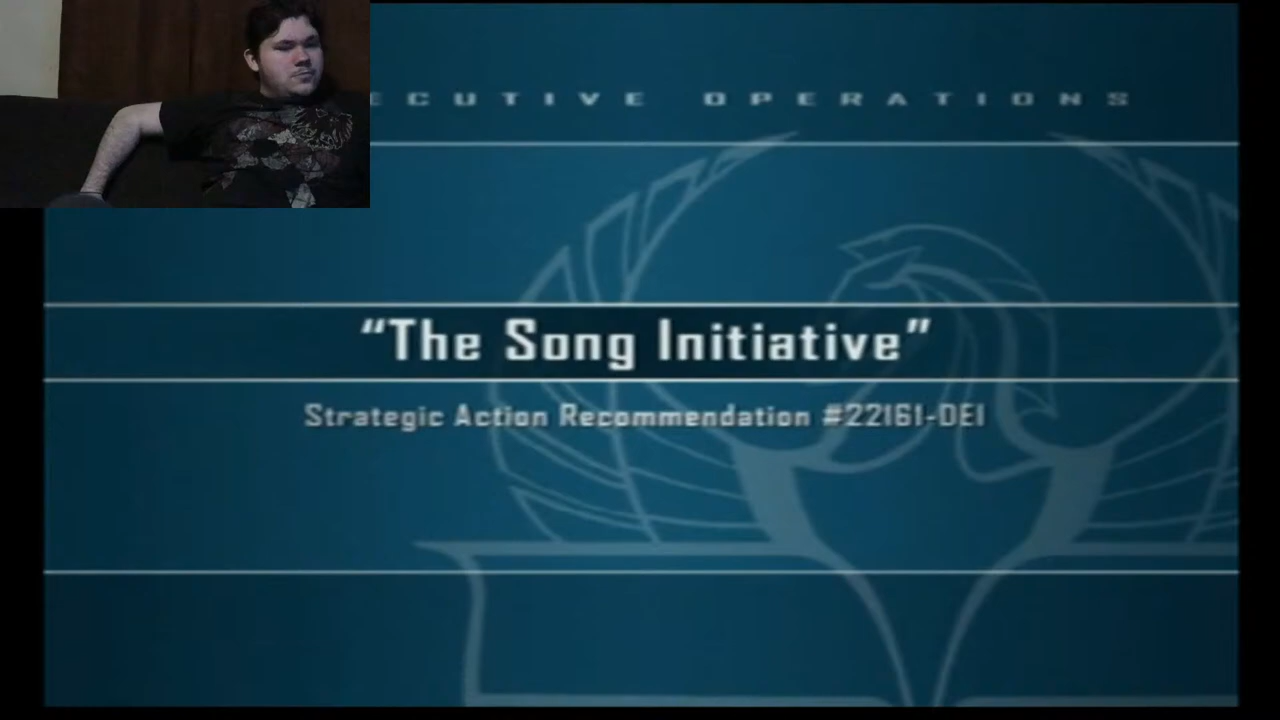 ECUTIVE OPERATIONS
“The Song Initiative”
Strategic Action Recommendation #22161-DEI